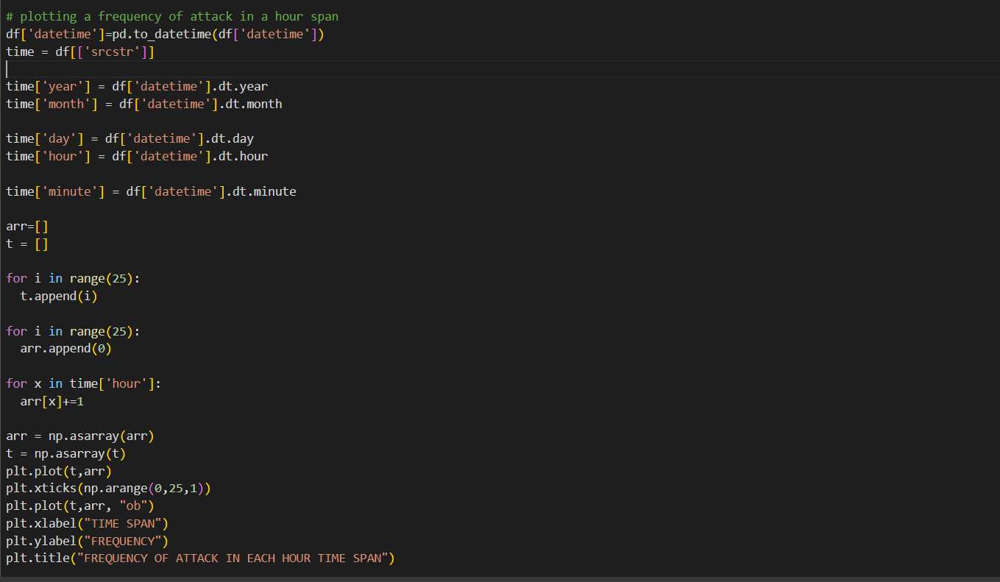 # plotting a frequency of attack in a hour span
df['datetime']=pd.to_datetime(df['datetime'])
time = df[['srcstr']]
time['year'] = df['datetime'].dt.year
time['month'] = df['datetime'].dt.month
time['day'] = df['datetime'].dt.day
time['hour'] = df['datetime'].dt.hour
time['minute'] = df['datetime'].dt.minute
arr=[]
t = []
for i in range(25):
  t.append(i)
for i in range(25):
  arr.append(0)
for x in time['hour']:
  arr[x]+=1
arr = np.asarray(arr)
t = np.asarray(t)
plt.plot(t,arr)
plt.xticks(np.arange(0,25,1))
plt.plot(t,arr, "ob")
plt.xlabel("TIME SPAN")
plt.ylabel("FREQUENCY")
plt.title("FREQUENCY OF ATTACK IN EACH HOUR TIME SPAN")